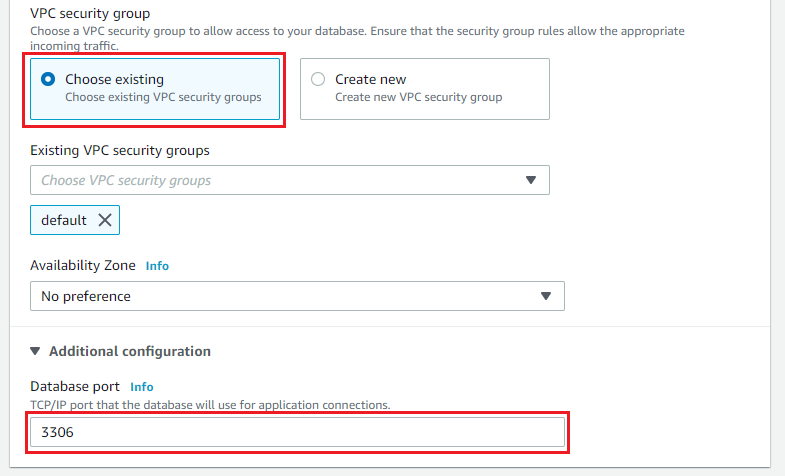 VPC security group
Choose a VPC security group to allow access to your database. Ensure that the security group rules allow the appropriate
incoming traffic.
Choose existing
Choose existing VPC security groups
Create new
Create new VPC security group
Existing VPC security groups
Choose VPC security groups
default
Availability Zone Info
No preference
Additional configuration
Database port Info
TCP/IP port that the database will use for application connections.
3306